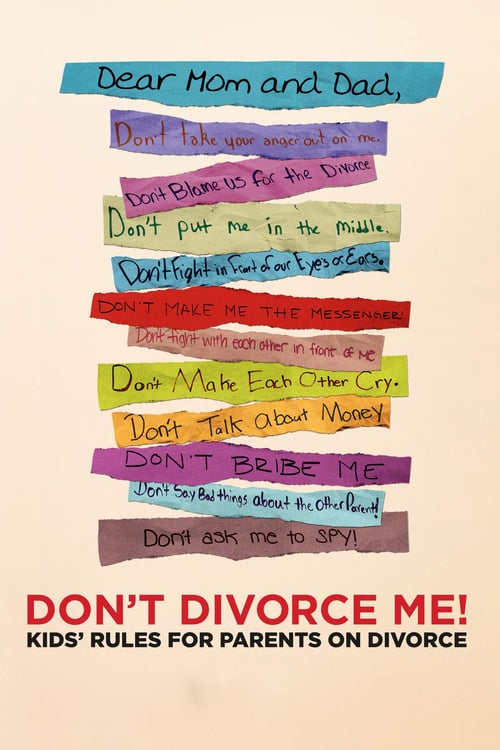 Dear Mom and Dad,
Don't take your anger out on me.
Don't Blame us for the Divorce
Don't put me in the middle.
Don't Fight in Front of our Eyes or Ears.
DON'T MAKE ME THE MESSENGER!
Don't fight with each other in front of me
Don't Make Each Other Cry.
Don't Talk About Money
DON'T BRIBE ME
Don't Say Bad things about the Other Parent!
Don't ask me to SPY!
DON'T DIVORCE ME!
KIDS' RULES FOR PARENTS ON DIVORCE